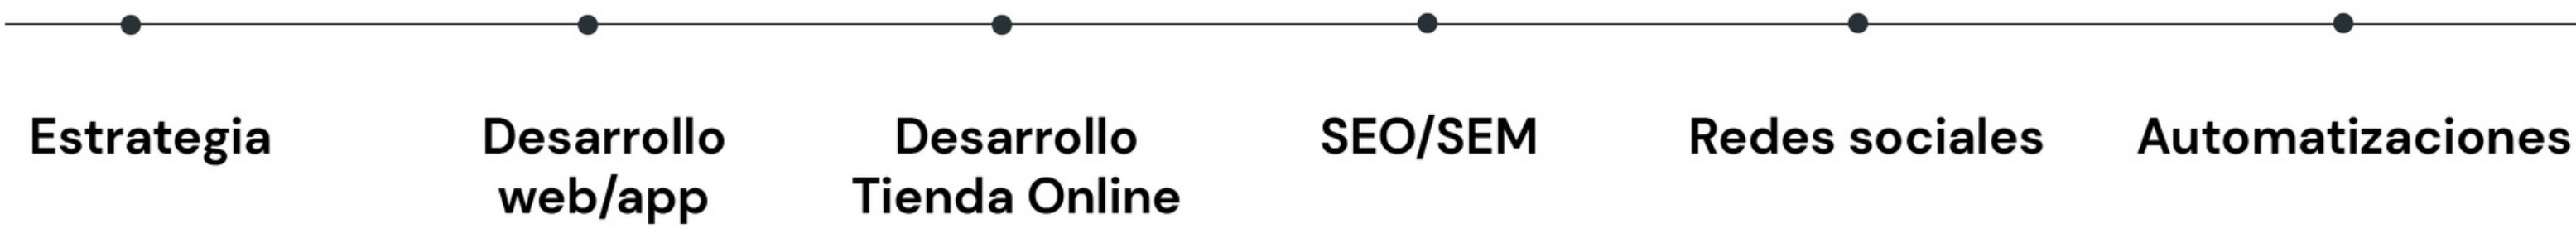 Estrategia
Desarrollo
web/app
Desarrollo
Tienda Online
SEO/SEM
Redes sociales
Automatizaciones